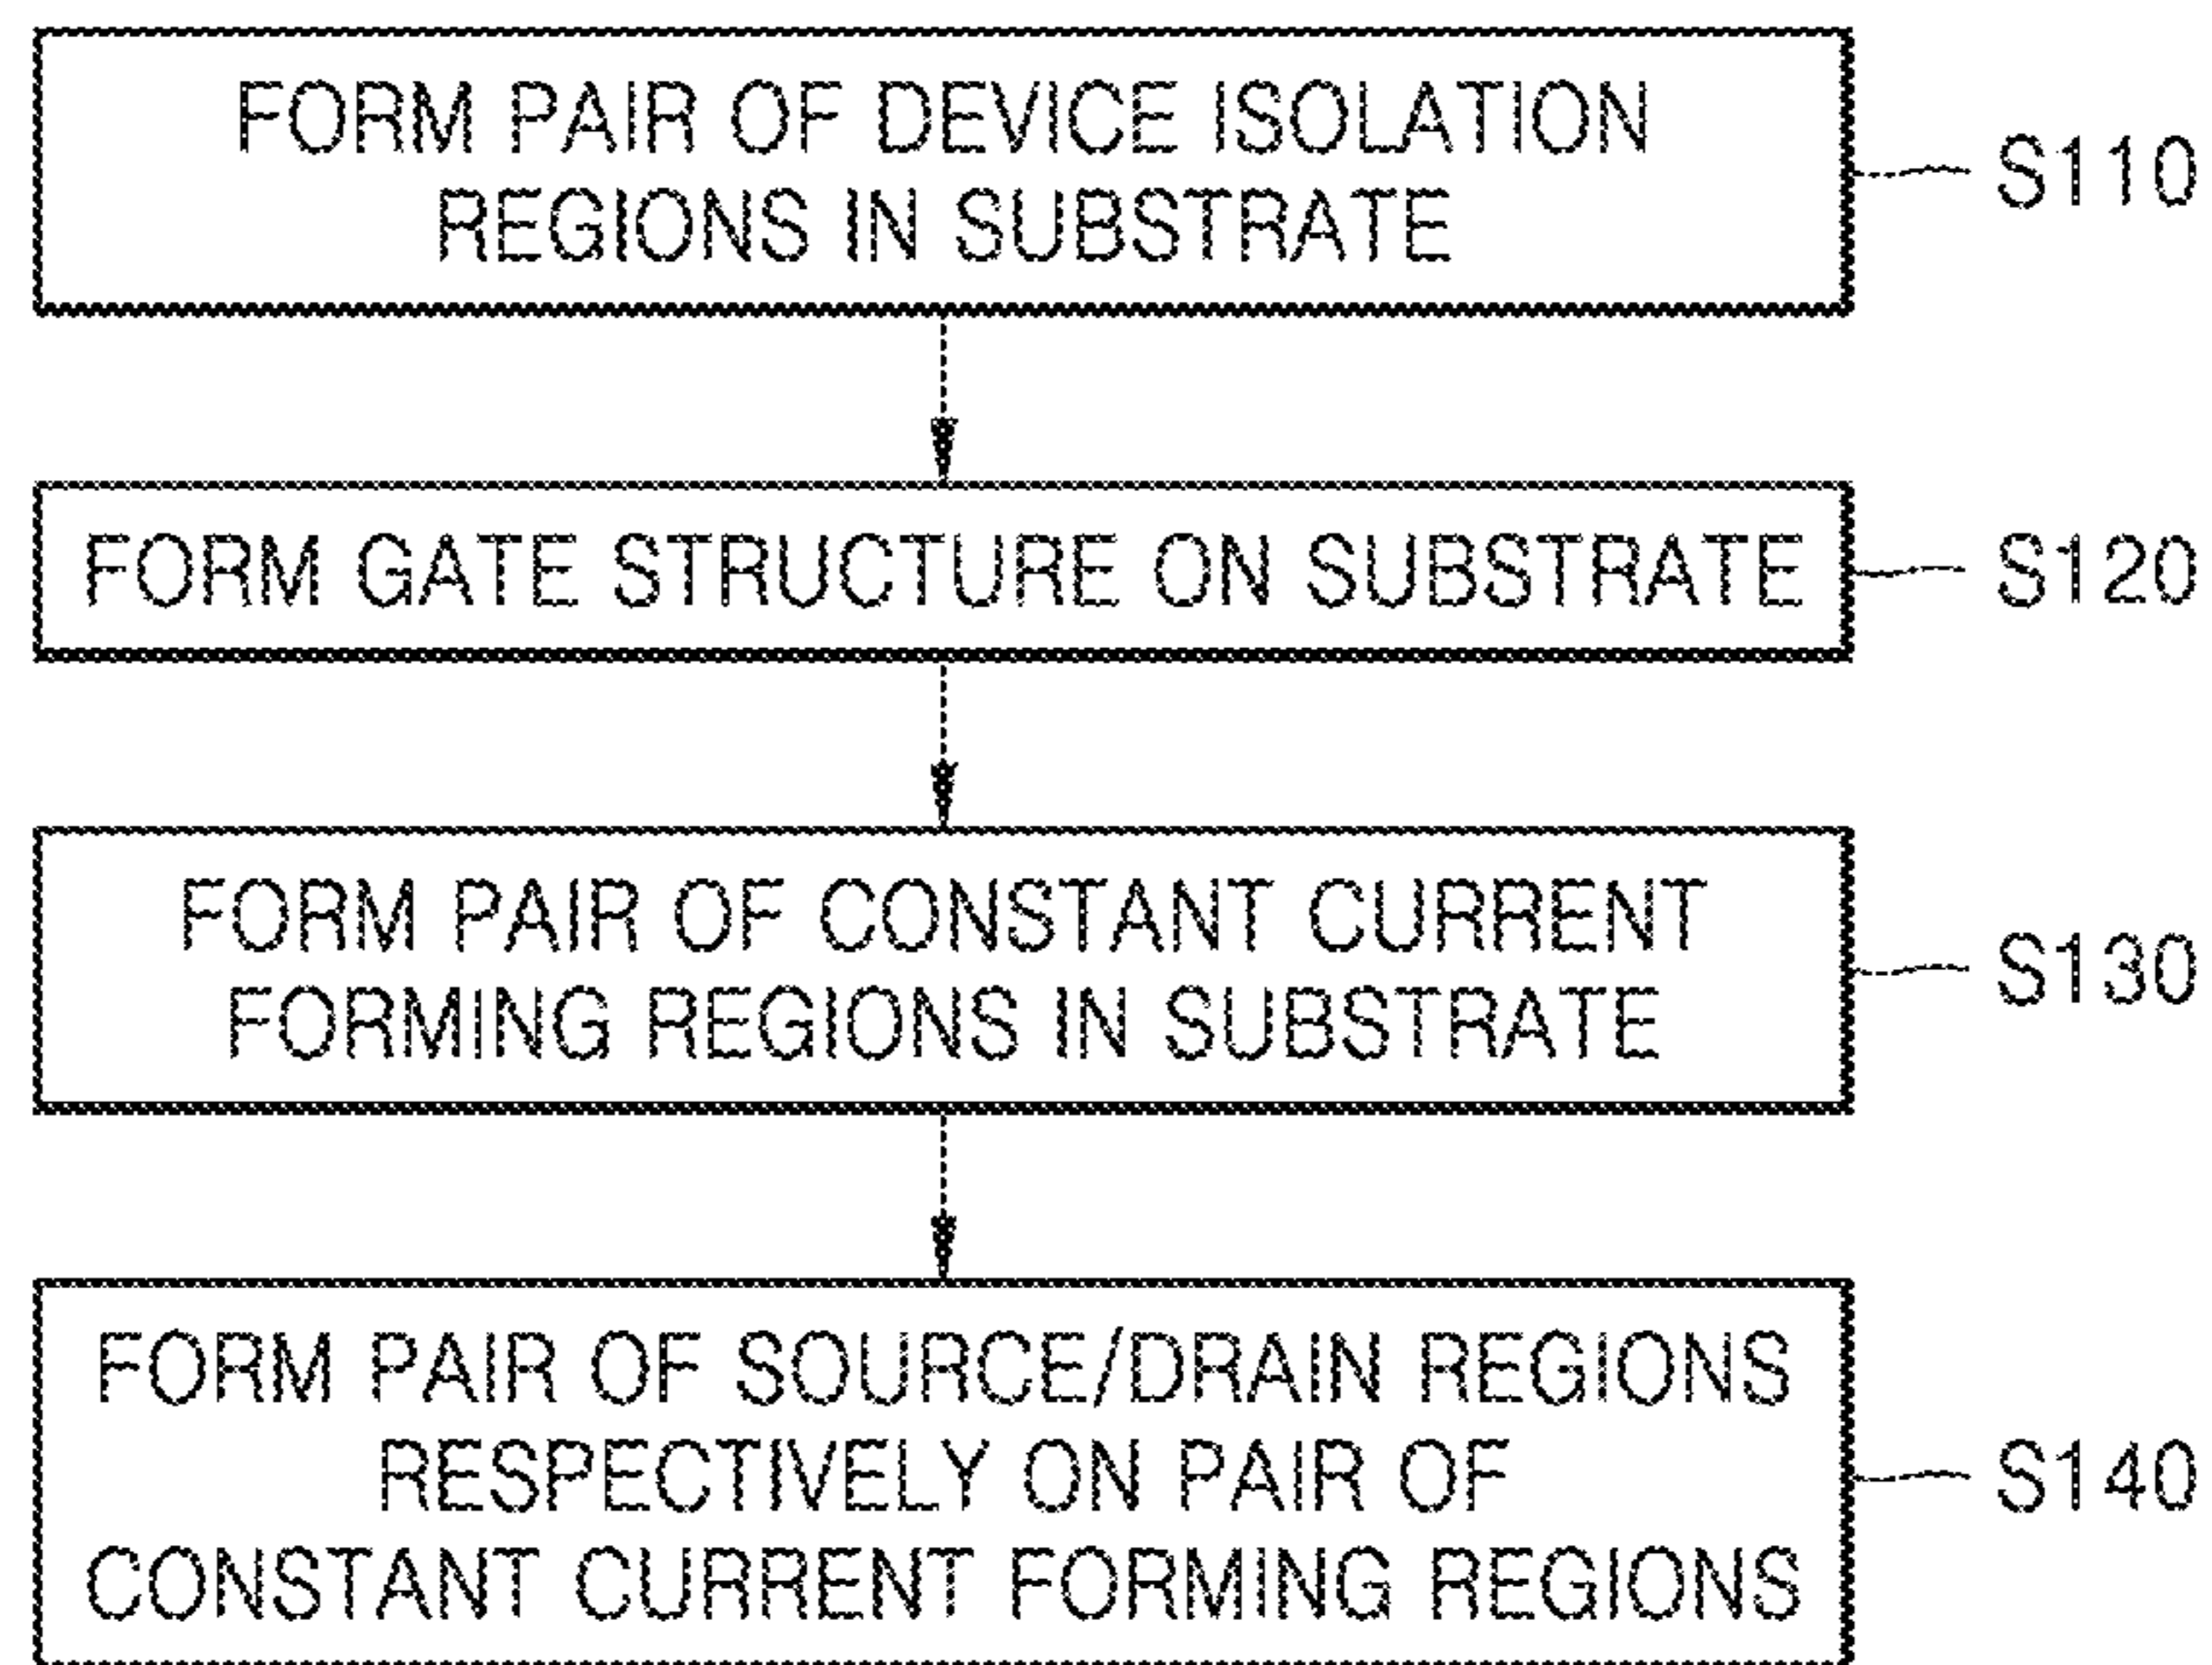 FORM PAIR OF DEVICE ISOLATION
REGIONS IN SUBSTRATE
S110
FORM GATE STRUCTURE ON SUBSTRATE
S120
FORM PAIR OF CONSTANT CURRENT
FORMING REGIONS IN SUBSTRATE
S130
FORM PAIR OF SOURCE/DRAIN REGIONS
RESPECTIVELY ON PAIR OF
CONSTANT CURRENT FORMING REGIONS
S140